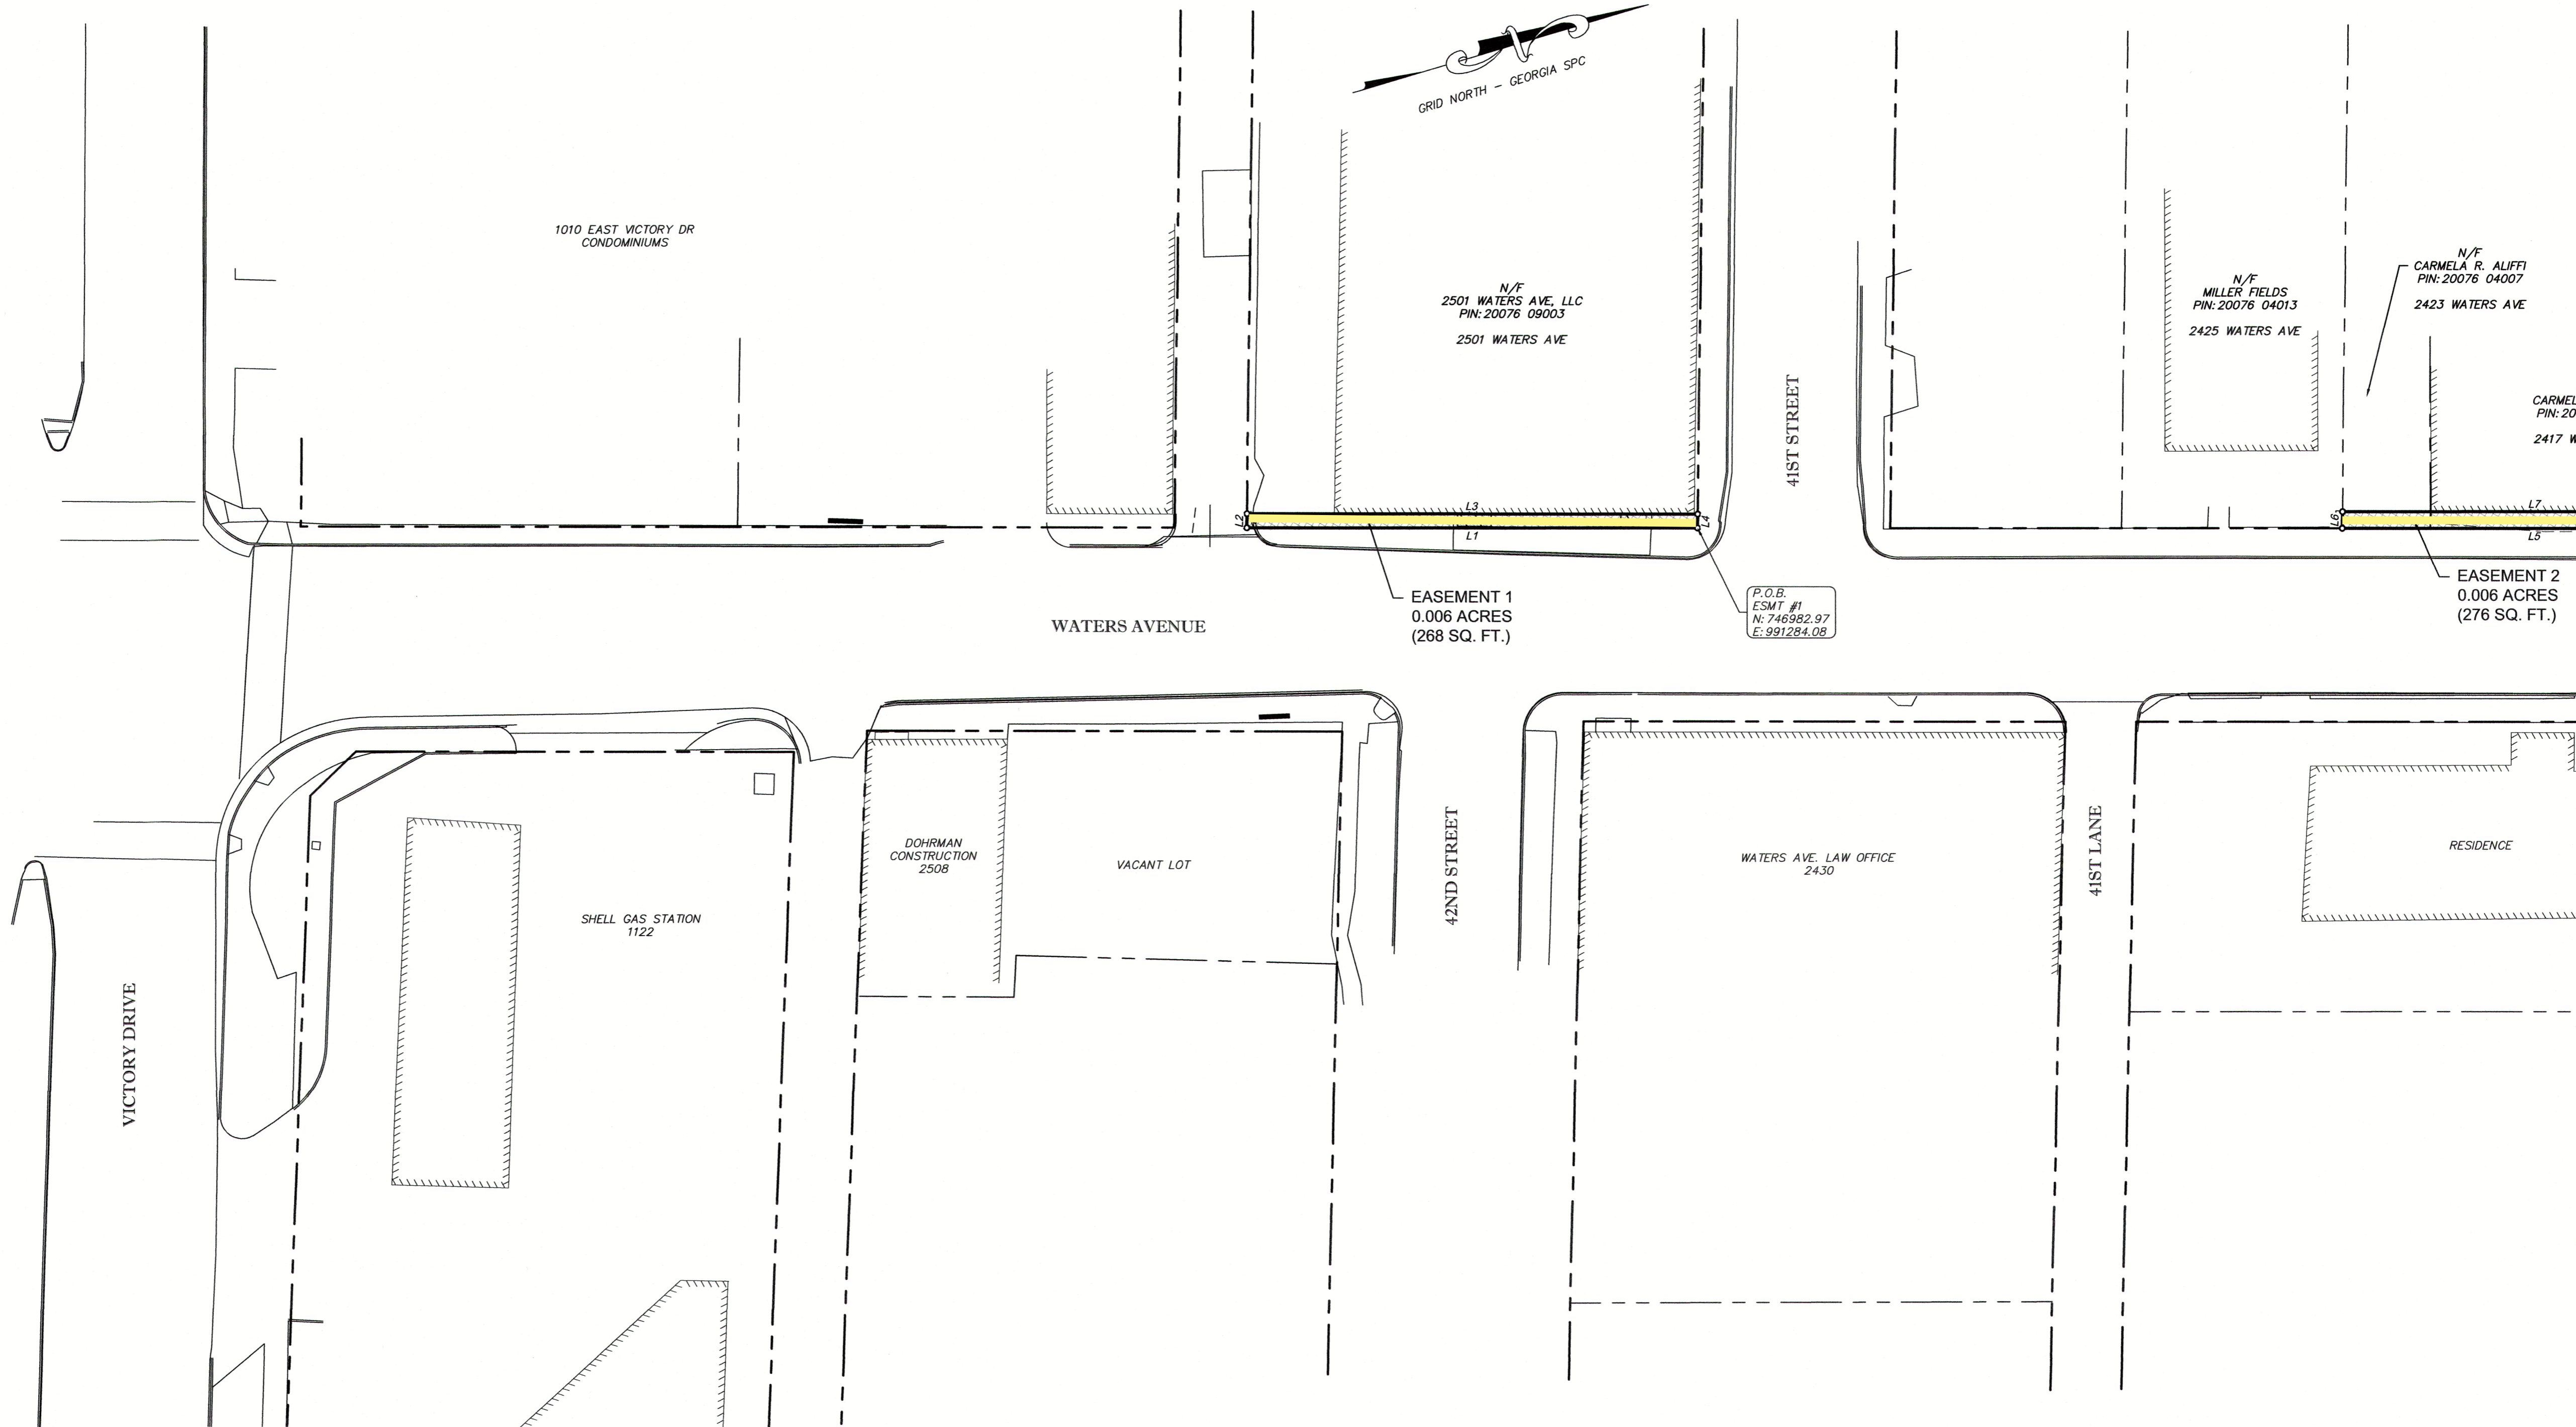 GRID NORTH - GEORGIA SPC
1010 EAST VICTORY DR
CONDOMINIUMS
N/F
2501 WATERS AVE, LLC
PIN: 20076 09003
2501 WATERS AVE
41ST STREET
N/F
MILLER FIELDS
PIN: 20076 04013
2425 WATERS AVE
N/F
CARMELA R. ALIFFI
PIN: 20076 04007
2423 WATERS AVE
CARMEL
PIN: 20
2417 W
L2
L3
L1
L4
L6
L7
L5
EASEMENT 1
0.006 ACRES
(268 SQ. FT.)
P.O.B.
ESMT #1
N: 746982.97
E: 991284.08
EASEMENT 2
0.006 ACRES
(276 SQ. FT.)
WATERS AVENUE
VICTORY DRIVE
SHELL GAS STATION
1122
DOHRMAN
CONSTRUCTION
2508
VACANT LOT
42ND STREET
WATERS AVE. LAW OFFICE
2430
41ST LANE
RESIDENCE